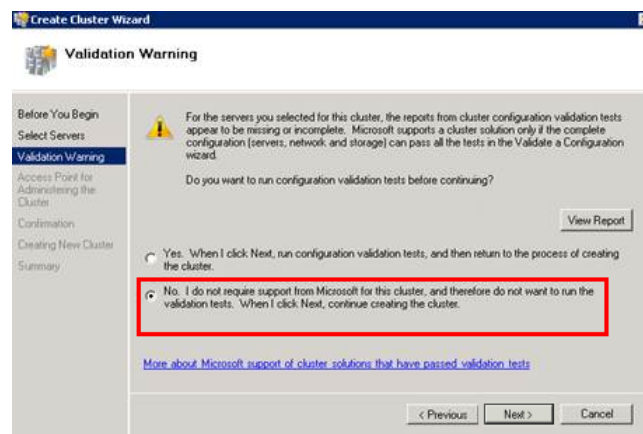 Create Cluster Wizard
Validation Warning
Before You Begin
Select Servers
Validation Warning
Access Point for
Administering the
Cluster
Confirmation
Creating New Cluster
Summary
For the servers you selected for this cluster, the reports from cluster configuration validation tests
appear to be missing or incomplete. Microsoft supports a cluster solution only if the complete
configuration (servers, network and storage) can pass all the tests in the Validate a Configuration
wizard.
Do you want to run configuration validation tests before continuing?
View Report
Yes. When I click Next, run configuration validation tests, and then return to the process of creating
the cluster.
No. I do not require support from Microsoft for this cluster, and therefore do not want to run the
validation tests. When I click Next, continue creating the cluster.
More about Microsoft support of cluster solutions that have passed validation tests
< Previous
Next >
Cancel